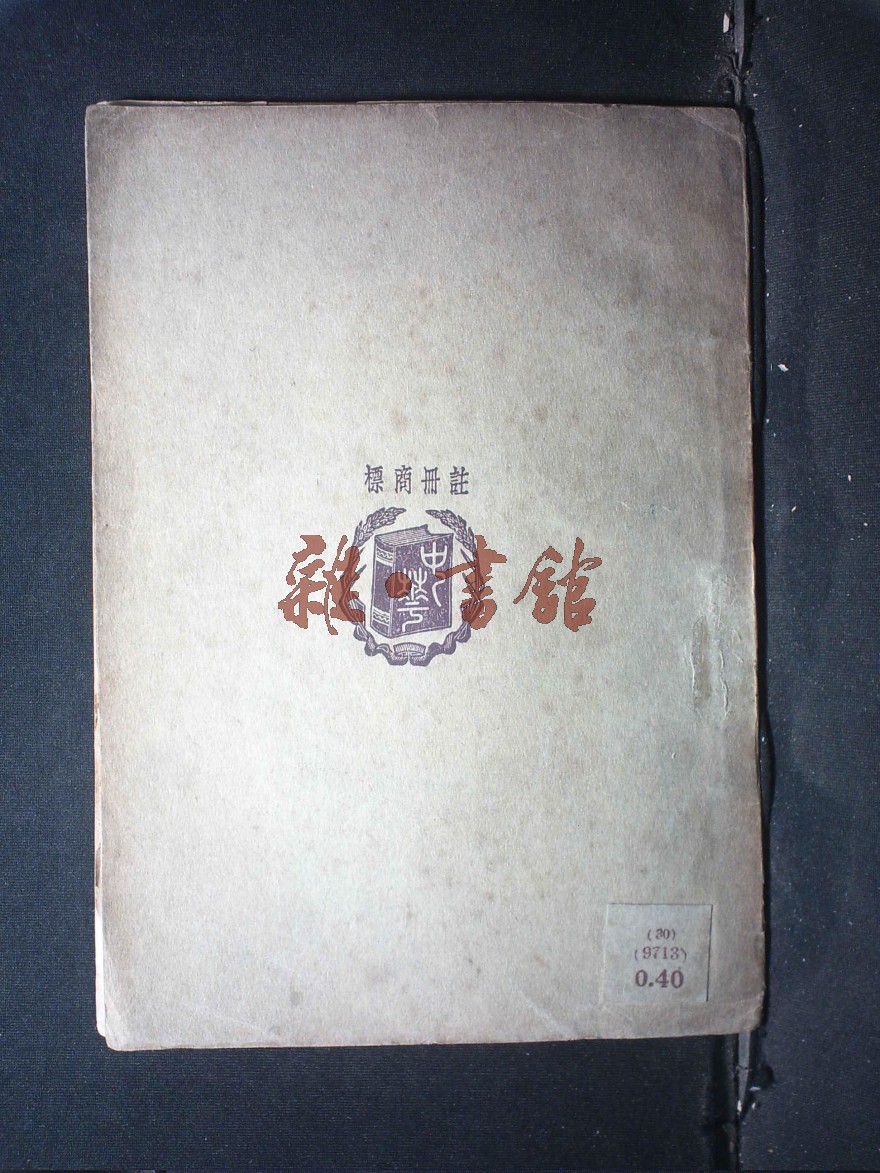 註冊商標
中華
雜·書館
(30)
(9713)
0.40